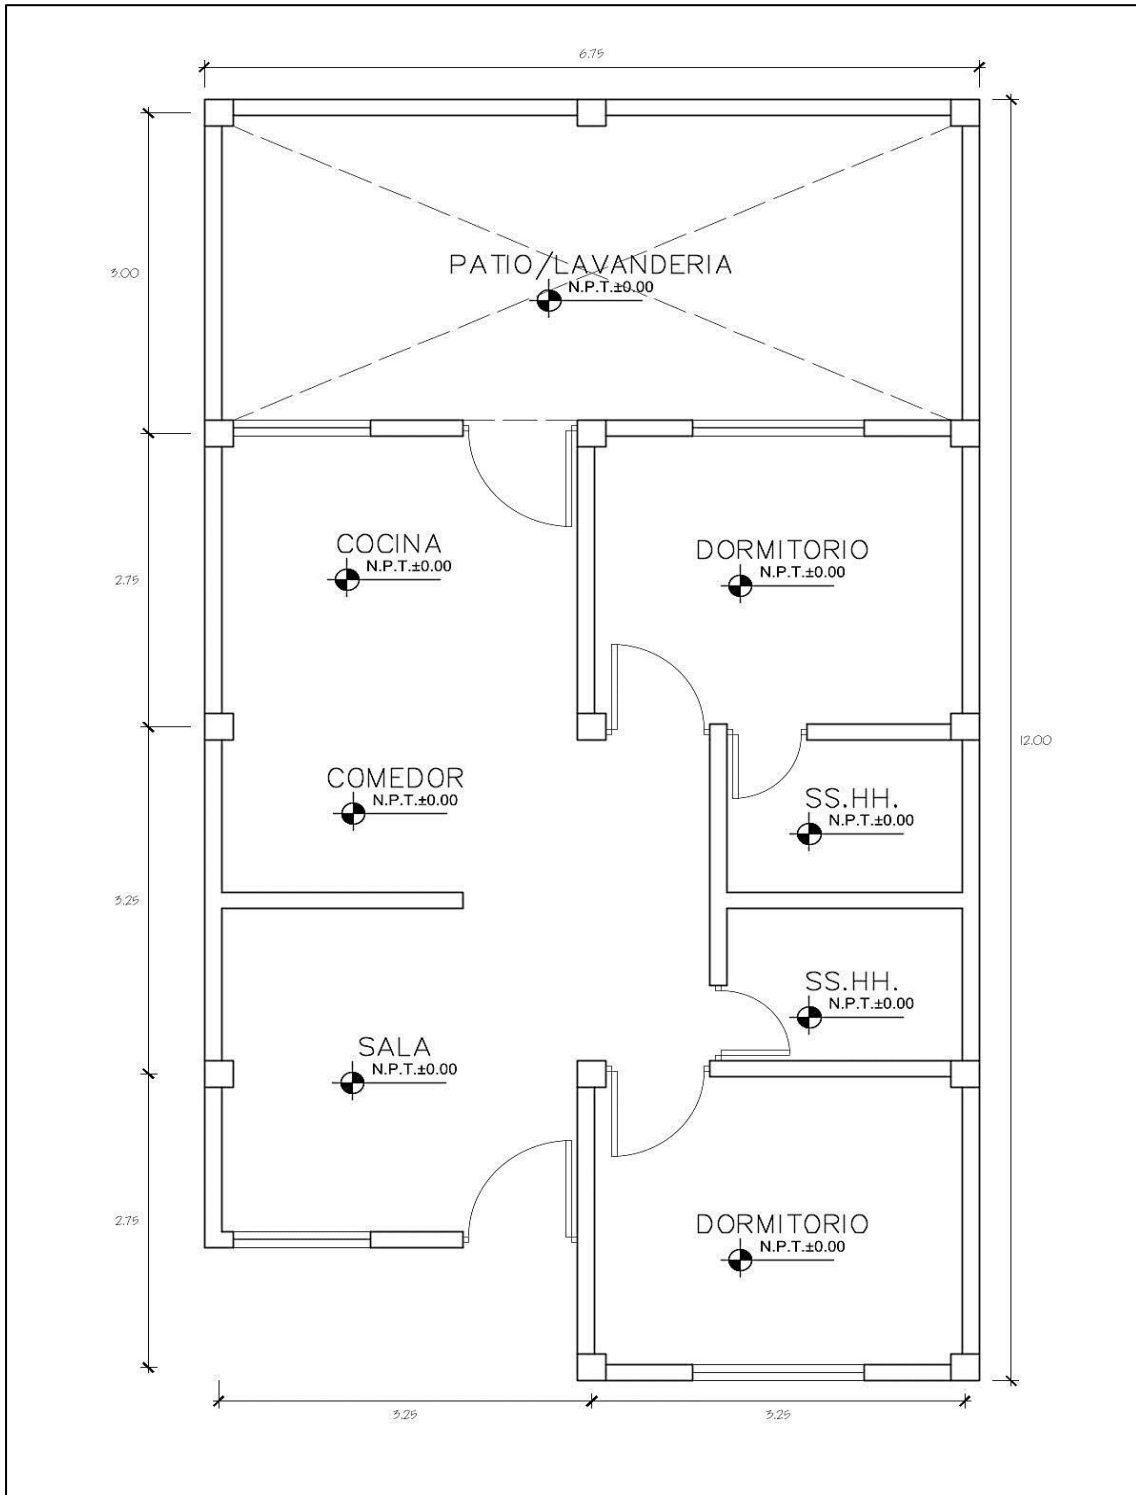 6.75
3.00
PATIO/LAVANDERIA
N.P.T.±0.00
2.75
COCINA
N.P.T.±0.00
DORMITORIO
N.P.T.±0.00
12.00
COMEDOR
N.P.T.±0.00
SS.HH.
N.P.T.±0.00
3.25
SS.HH.
N.P.T.±0.00
SALA
N.P.T.±0.00
2.75
DORMITORIO
N.P.T.±0.00
3.25
3.25